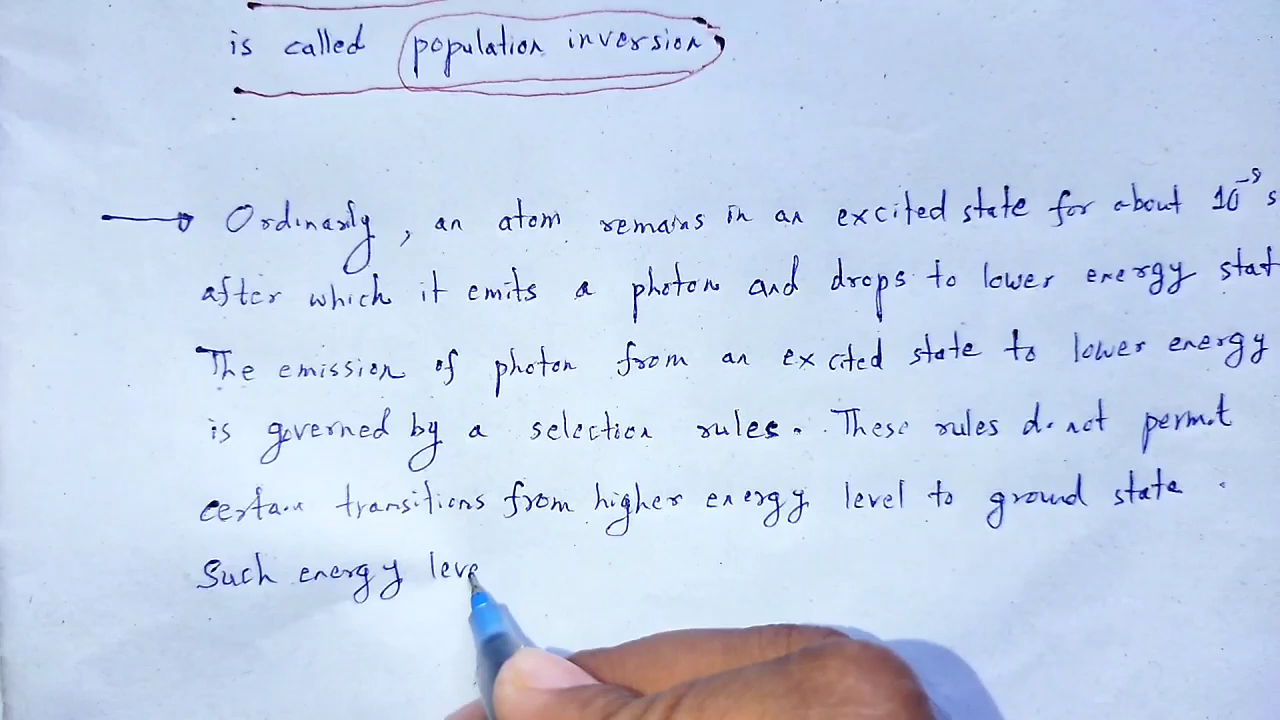 is called population inversion,
Ordinarily, an atom remains in an excited state for about 10⁻⁸ s
after which it emits a photon and drops to lower energy stat
The emission of photon from an excited state to lower energy
is governed by a selection rules. These rules do not permit
certain transitions from higher energy level to ground state.
Such energy leve